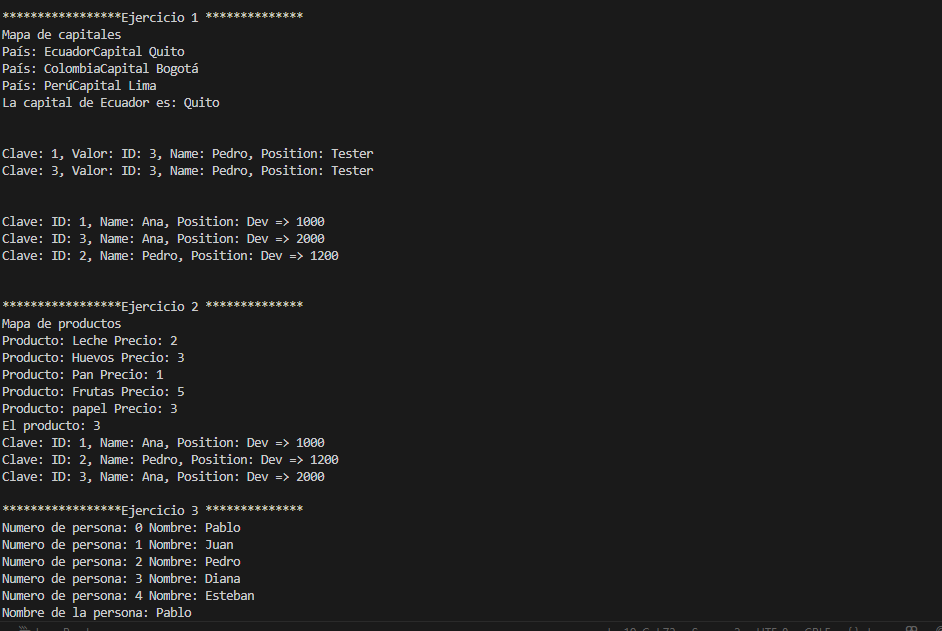 *****************Ejercicio 1 **************
Mapa de capitales
País: EcuadorCapital Quito
País: ColombiaCapital Bogotá
País: PerúCapital Lima
La capital de Ecuador es: Quito
Clave: 1, Valor: ID: 3, Name: Pedro, Position: Tester
Clave: 3, Valor: ID: 3, Name: Pedro, Position: Tester
Clave: ID: 1, Name: Ana, Position: Dev => 1000
Clave: ID: 3, Name: Ana, Position: Dev => 2000
Clave: ID: 2, Name: Pedro, Position: Dev => 1200
*****************Ejercicio 2 **************
Mapa de productos
Producto: Leche Precio: 2
Producto: Huevos Precio: 3
Producto: Pan Precio: 1
Producto: Frutas Precio: 5
Producto: papel Precio: 3
El producto: 3
Clave: ID: 1, Name: Ana, Position: Dev => 1000
Clave: ID: 2, Name: Pedro, Position: Dev => 1200
Clave: ID: 3, Name: Ana, Position: Dev => 2000
*****************Ejercicio 3 **************
Numero de persona: 0 Nombre: Pablo
Numero de persona: 1 Nombre: Juan
Numero de persona: 2 Nombre: Pedro
Numero de persona: 3 Nombre: Diana
Numero de persona: 4 Nombre: Esteban
Nombre de la persona: Pablo